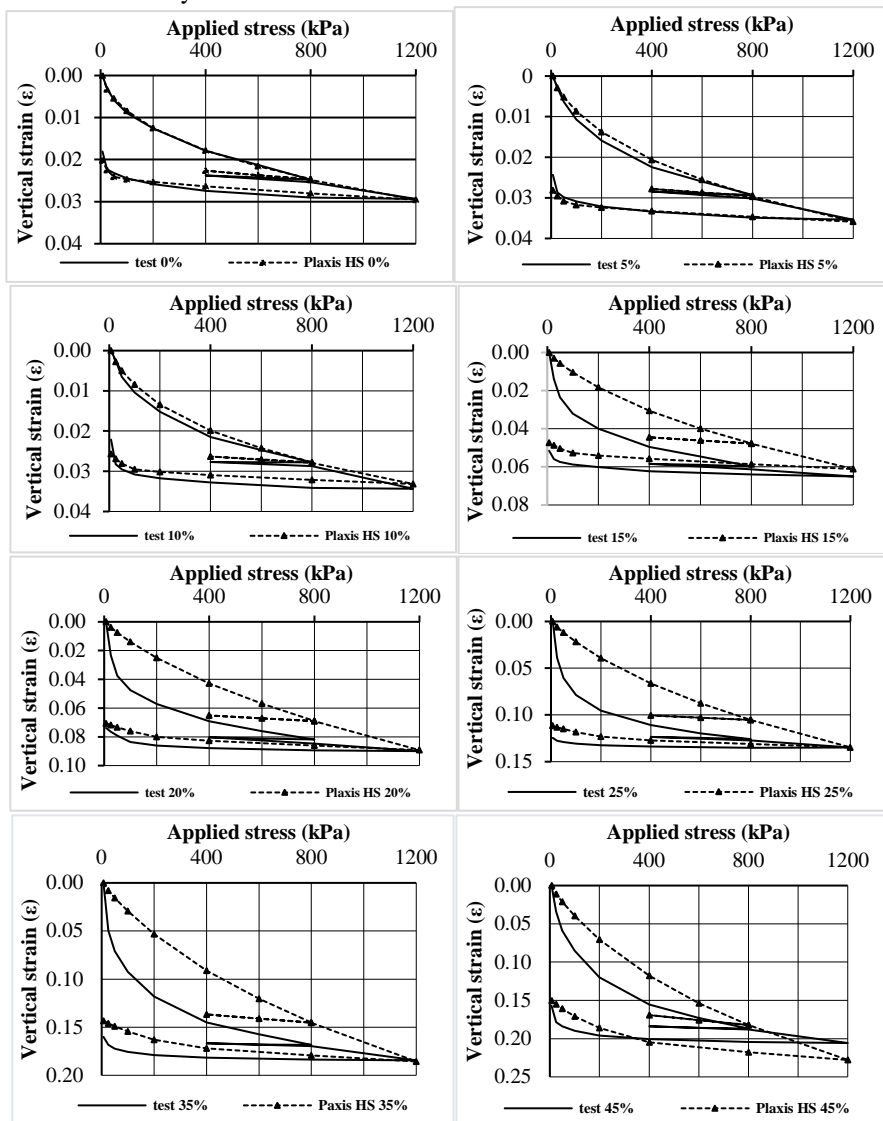 Applied stress (kPa)
0 400 800 1200
Vertical strain (ε)
0.00
0.01
0.02
0.03
0.04
test 0% Plaxis HS 0%
Applied stress (kPa)
0 400 800 1200
Vertical strain (ε)
0
0.01
0.02
0.03
0.04
test 5% Plaxis HS 5%
Applied stress (kPa)
0 400 800 1200
Vertical strain (ε)
0.00
0.01
0.02
0.03
0.04
test 10% Plaxis HS 10%
Applied stress (kPa)
0 400 800 1200
Vertical strain (ε)
0.00
0.02
0.04
0.06
0.08
test 15% Plaxis HS 15%
Applied stress (kPa)
0 400 800 1200
Vertical strain (ε)
0.00
0.02
0.04
0.06
0.08
0.10
test 20% Plaxis HS 20%
Applied stress (kPa)
0 400 800 1200
Vertical strain (ε)
0.00
0.05
0.10
0.15
test 25% Plaxis HS 25%
Applied stress (kPa)
0 400 800 1200
Vertical strain (ε)
0.00
0.05
0.10
0.15
0.20
test 35% Paxis HS 35%
Applied stress (kPa)
0 400 800 1200
Vertical strain (ε)
0.00
0.05
0.10
0.15
0.20
0.25
test 45% Plaxis HS 45%